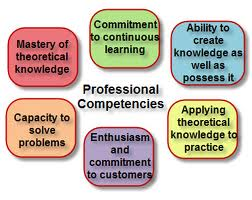 Commitment
to continuous
learning
Ability to
create
knowledge as
well as
possess it
Mastery of
theoretical
knowledge
Professional
Competencies
Capacity to
solve
problems
Enthusiasm
and
commitment
to customers
Applying
theoretical
knowledge to
practice